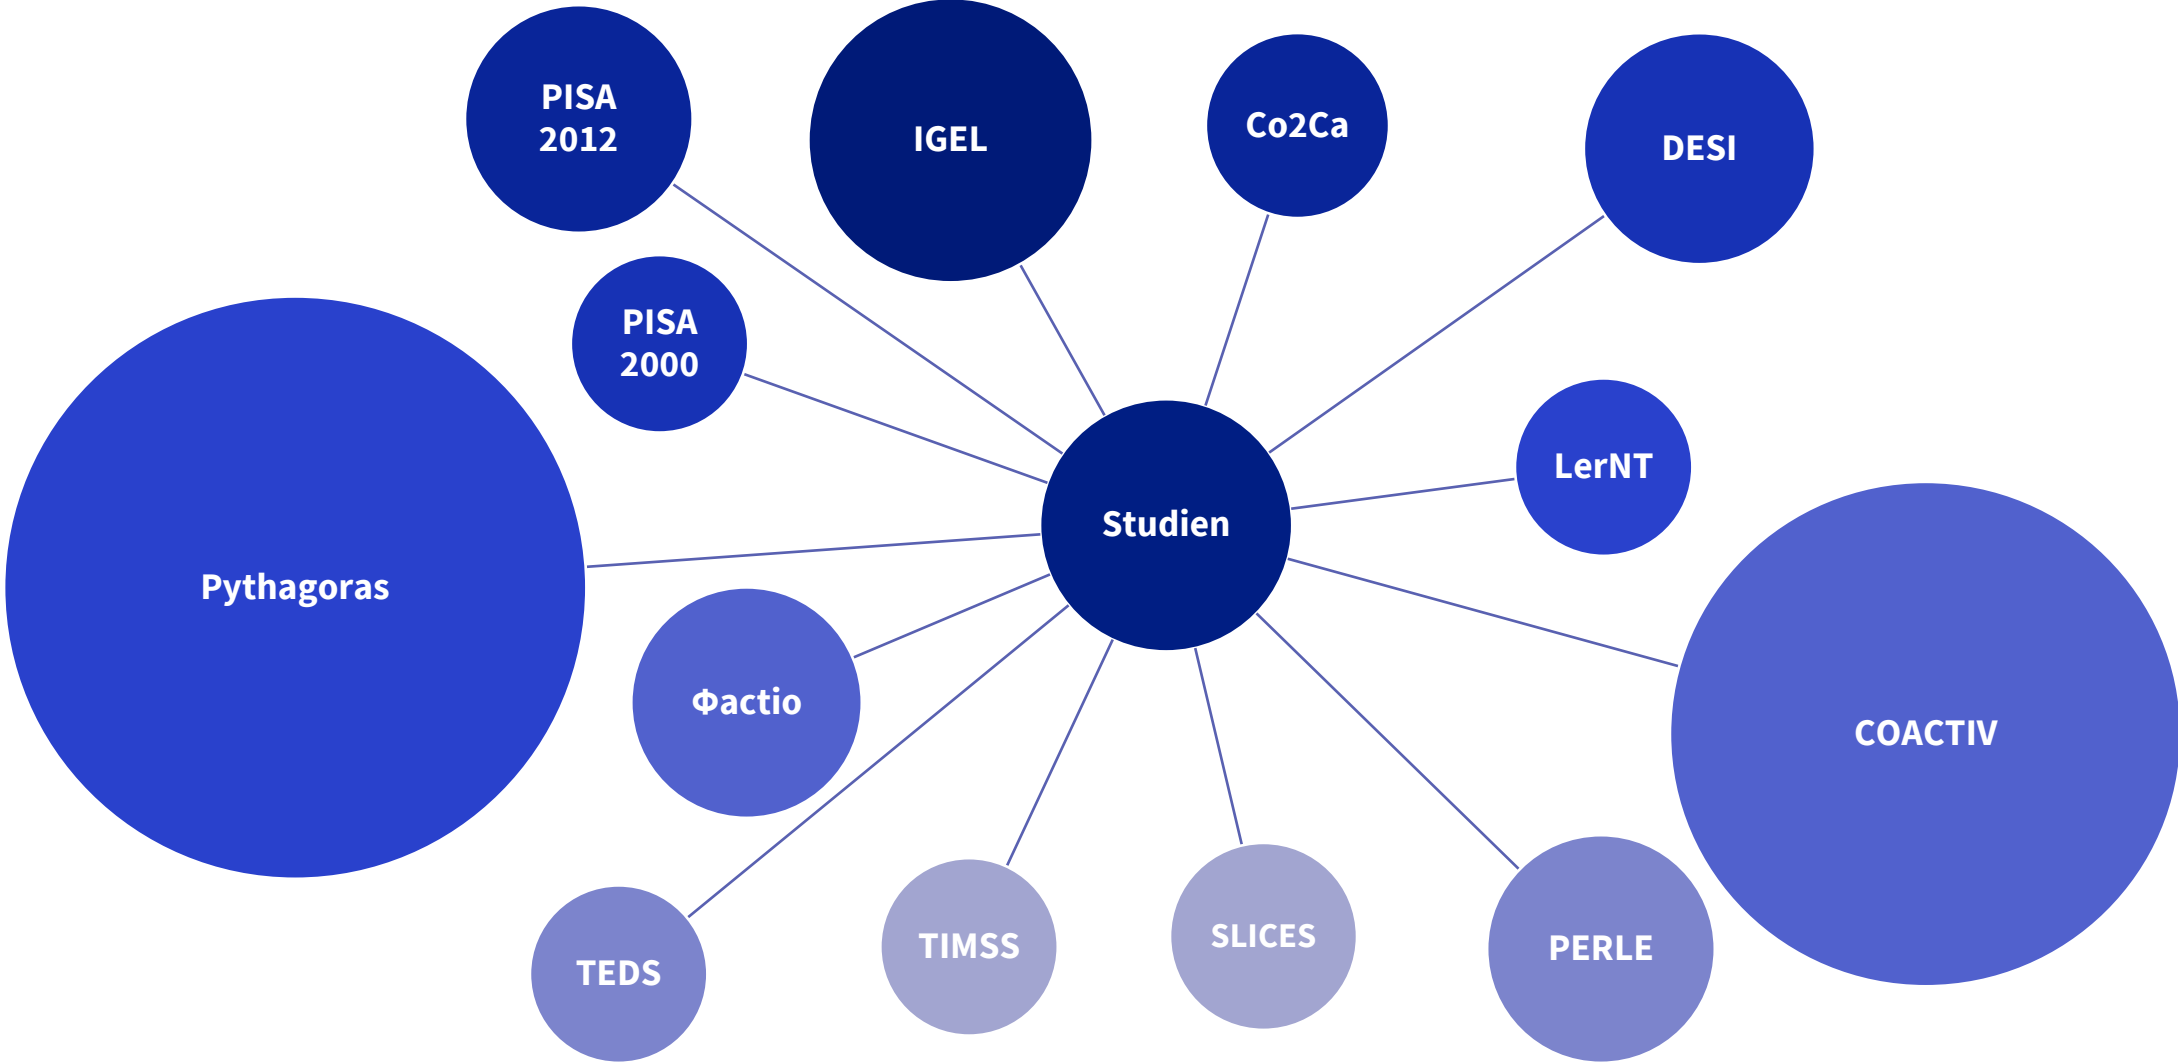 PISA
2012
IGEL
Co2Ca
DESI
PISA
2000
LerNT
Studien
Pythagoras
Φactio
COACTIV
TEDS
TIMSS
SLICES
PERLE